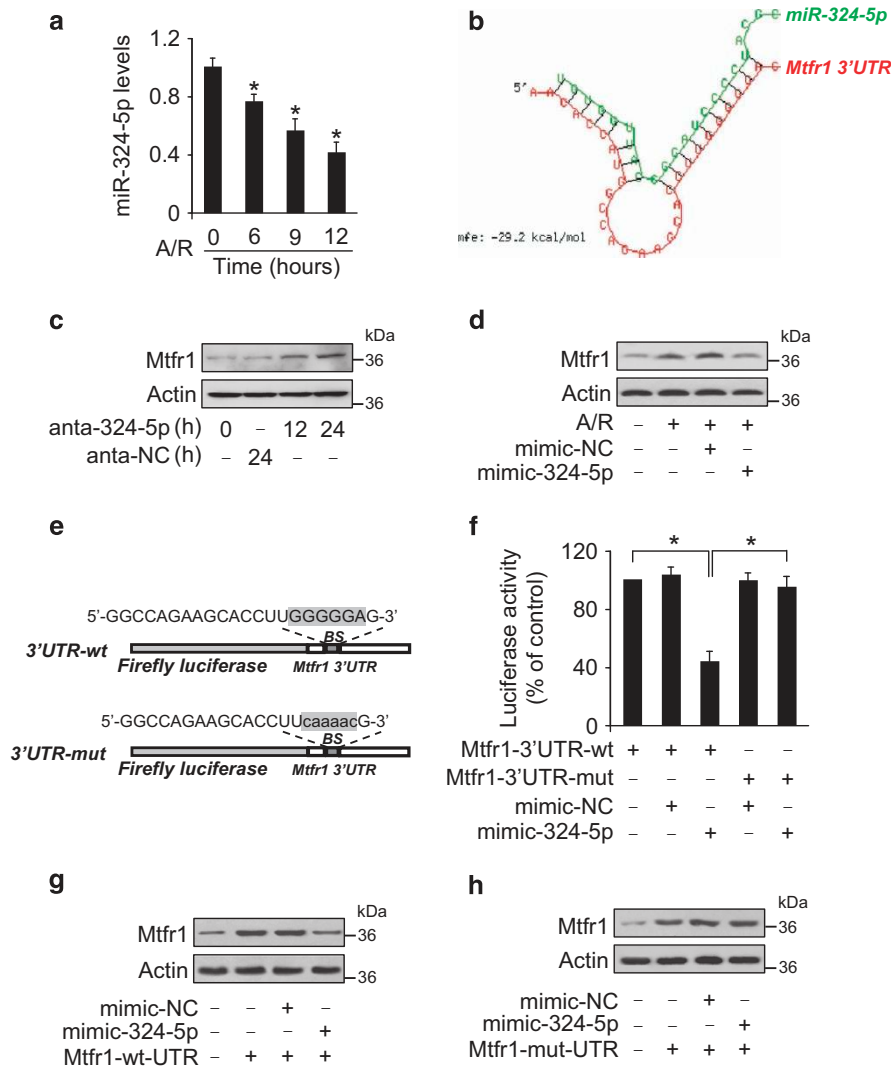 a
miR-324-5p levels
1.2
0.8
0.4
0
* * *
A/R 0 6 9 12
Time (hours)
b
miR-324-5p
Mtfr1 3'UTR
5'
mfe: -29.2 kcal/mol
c
kDa
Mtfr1 36
Actin 36
anta-324-5p (h) 0 – 12 24
anta-NC (h) – 24 – –
d
kDa
Mtfr1 36
Actin 36
A/R – + + +
mimic-NC – – + –
mimic-324-5p – – – +
e
5'-GGCCAGAAGCACCUUGGGGGAG-3'
3'UTR-wt
BS
Firefly luciferase Mtfr1 3'UTR
5'-GGCCAGAAGCACCUUcaaaacG-3'
3'UTR-mut
BS
Firefly luciferase Mtfr1 3'UTR
f
Luciferase activity
(% of control)
120
80
40
0
* *
Mtfr1-3'UTR-wt + + + – –
Mtfr1-3'UTR-mut – – – + +
mimic-NC – + – + –
mimic-324-5p – – + – +
g
kDa
Mtfr1 36
Actin 36
mimic-NC – – + –
mimic-324-5p – – – +
Mtfr1-wt-UTR – + + +
h
kDa
Mtfr1 36
Actin 36
mimic-NC – – + –
mimic-324-5p – – – +
Mtfr1-mut-UTR – + + +